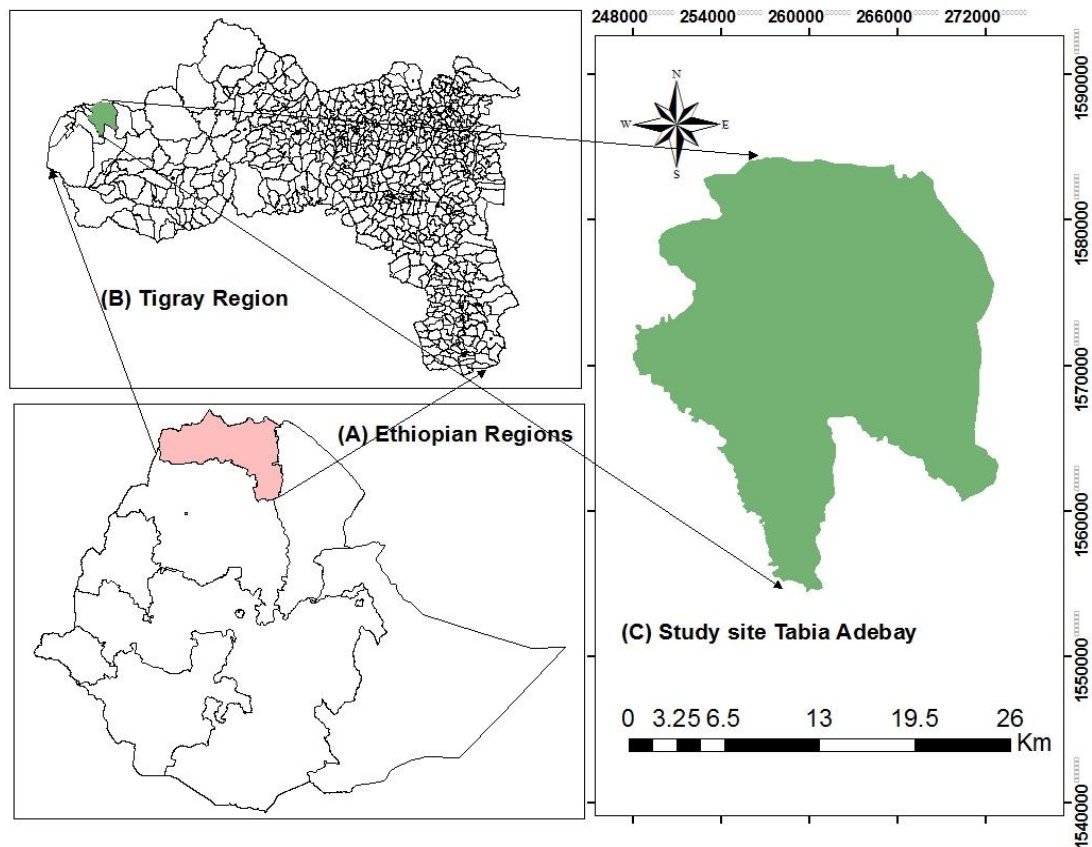 248000 254000 260000 266000 272000
N
W E
S
(B) Tigray Region
(A) Ethiopian Regions
(C) Study site Tabia Adebay
0 3.25 6.5 13 19.5 26
Km
1590000
1580000
1570000
1560000
1550000
1540000